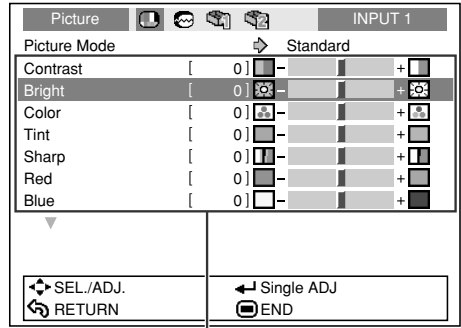 Picture INPUT 1
Picture Mode Standard
Contrast [ 0] – +
Bright [ 0] – +
Color [ 0] – +
Tint [ 0] – +
Sharp [ 0] – +
Red [ 0] – +
Blue [ 0] – +
SEL./ADJ. Single ADJ
RETURN END